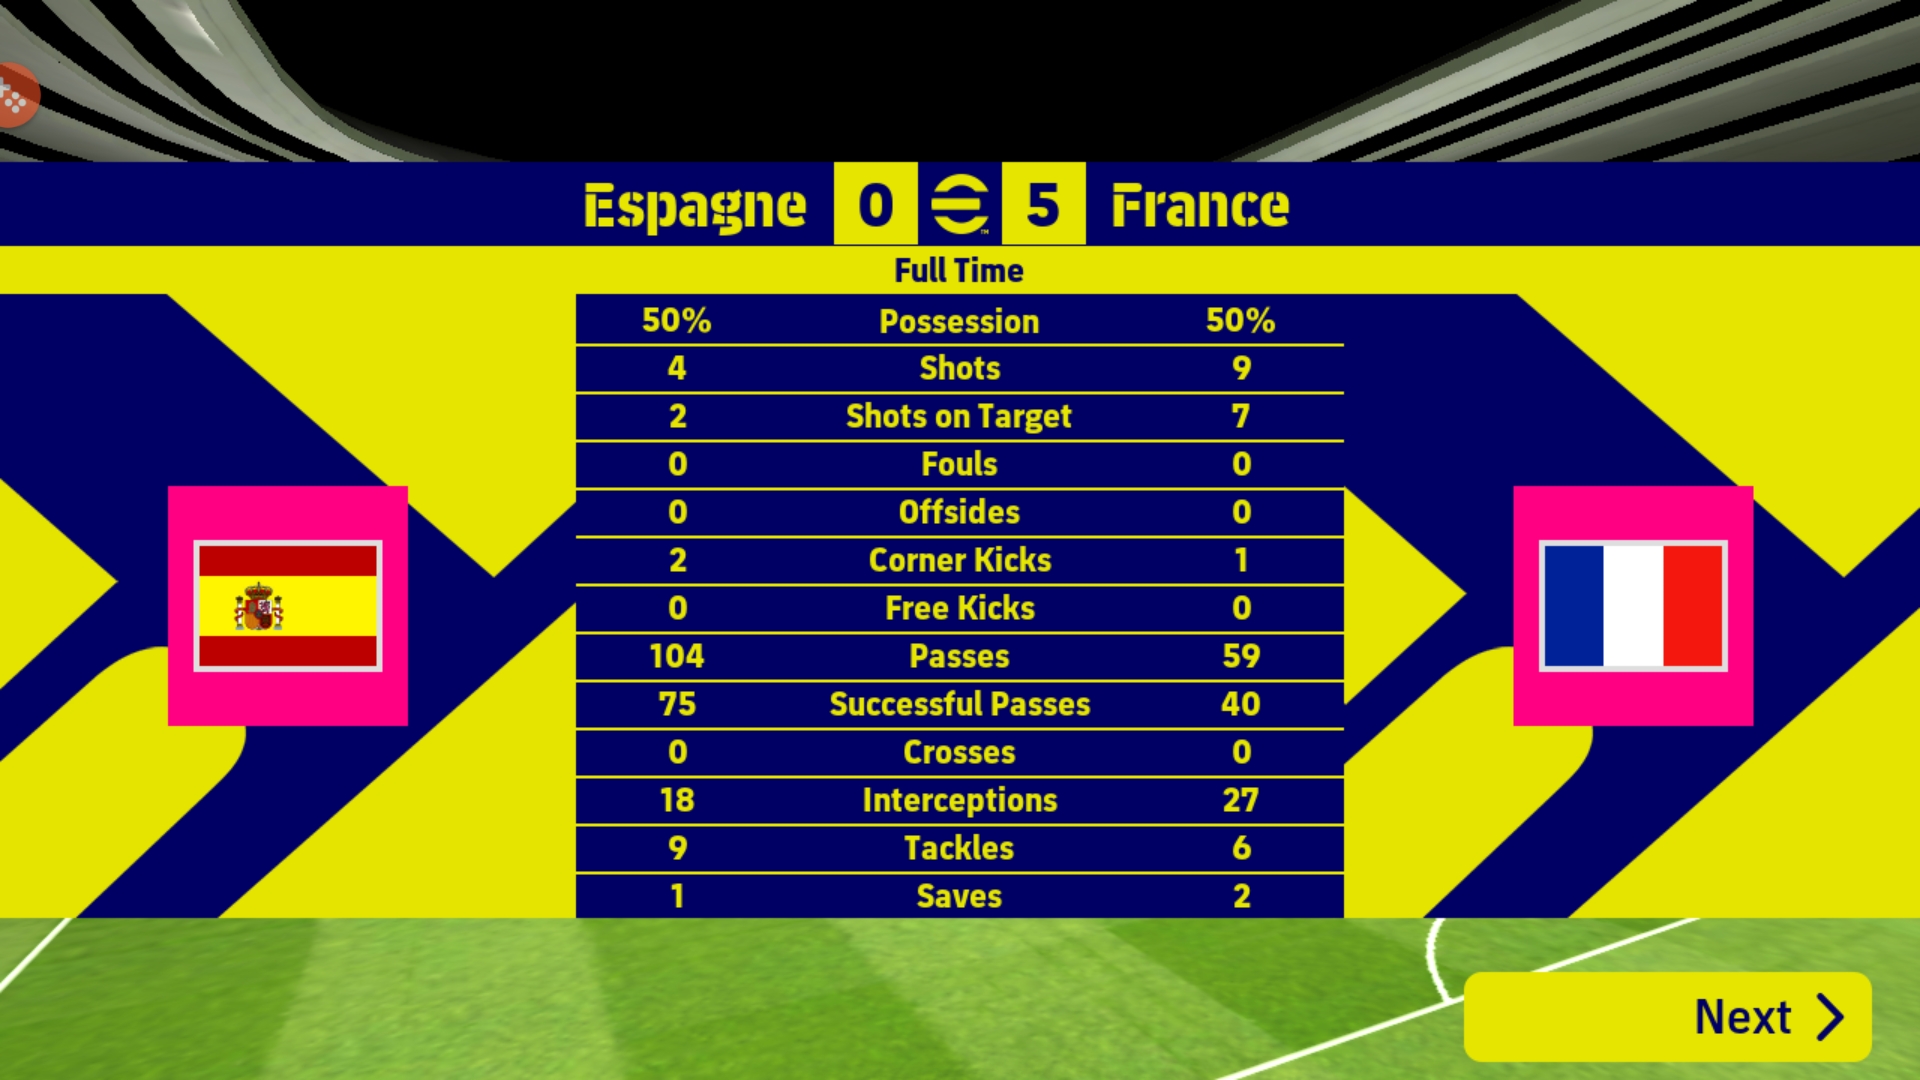 Espagne 0 5 France
Full Time
50% Possession 50%
4 Shots 9
2 Shots on Target 7
0 Fouls 0
0 Offsides 0
2 Corner Kicks 1
0 Free Kicks 0
104 Passes 59
75 Successful Passes 40
0 Crosses 0
18 Interceptions 27
9 Tackles 6
1 Saves 2
Next